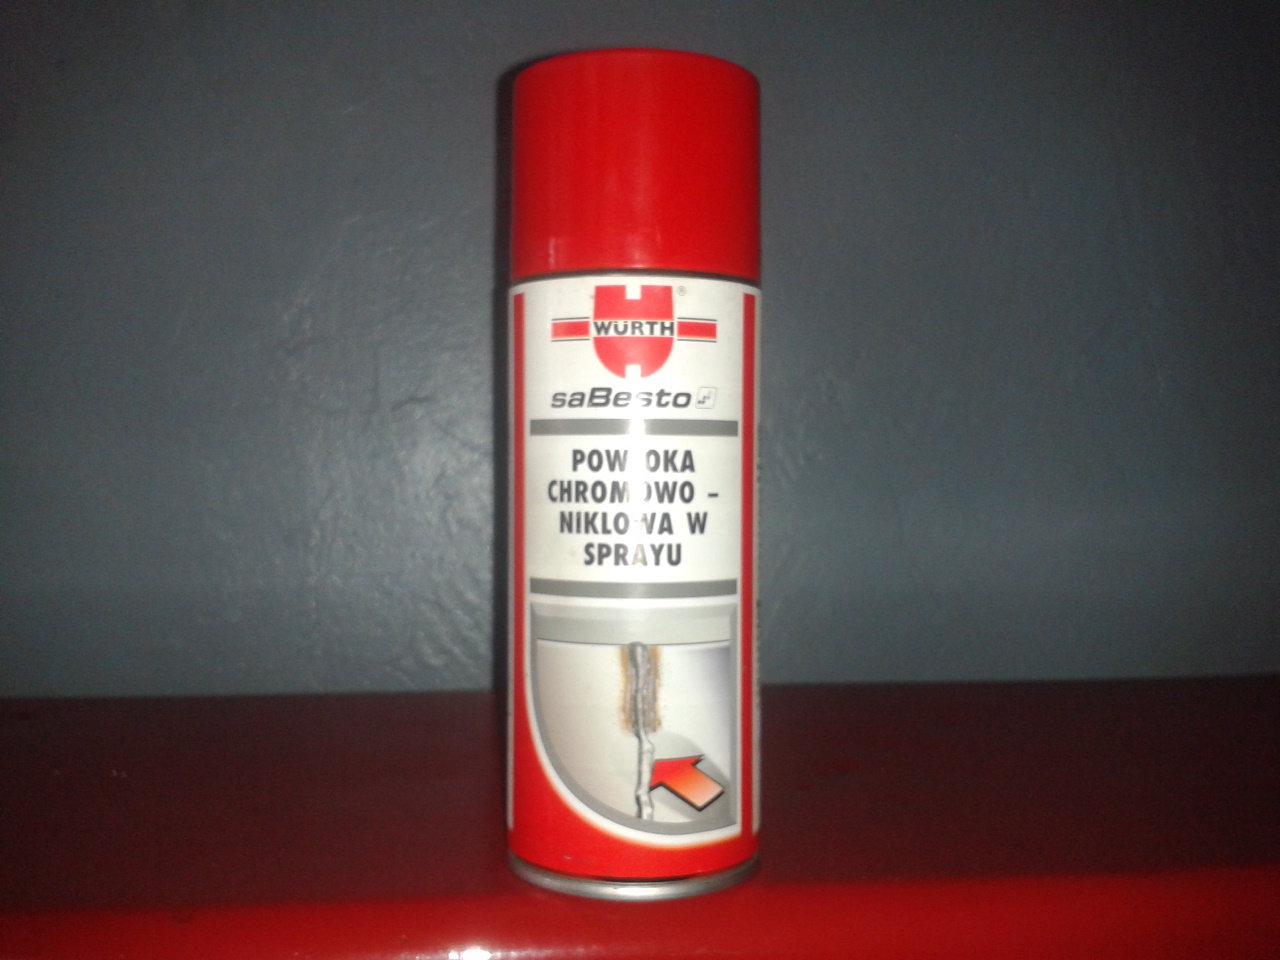 WÜRTH
saBesto
CHROMOWO –
NIKLOWA W
SPRAYU